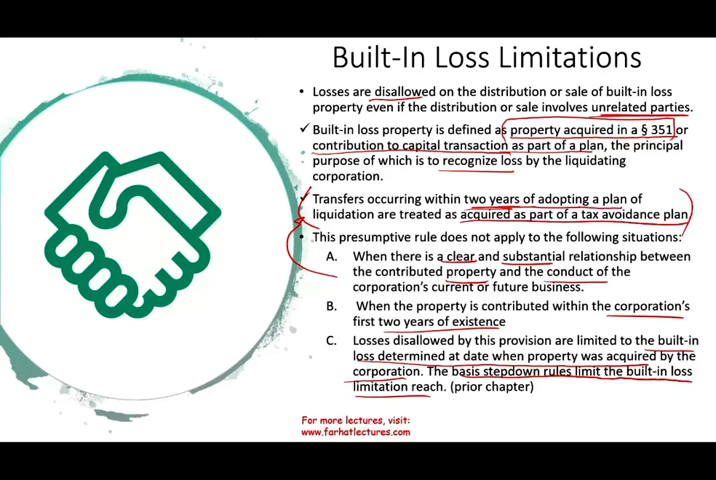 Built-In Loss Limitations
• Losses are disallowed on the distribution or sale of built-in loss
property even if the distribution or sale involves unrelated parties.
✓ Built-in loss property is defined as property acquired in a § 351 or
contribution to capital transaction as part of a plan, the principal
purpose of which is to recognize loss by the liquidating
corporation.
✓ Transfers occurring within two years of adopting a plan of
liquidation are treated as acquired as part of a tax avoidance plan
• This presumptive rule does not apply to the following situations:
A. When there is a clear and substantial relationship between
the contributed property and the conduct of the
corporation's current or future business.
B. When the property is contributed within the corporation's
first two years of existence
C. Losses disallowed by this provision are limited to the built-in
loss determined at date when property was acquired by the
corporation. The basis stepdown rules limit the built-in loss
limitation reach. (prior chapter)
For more lectures, visit:
www.farhatlectures.com